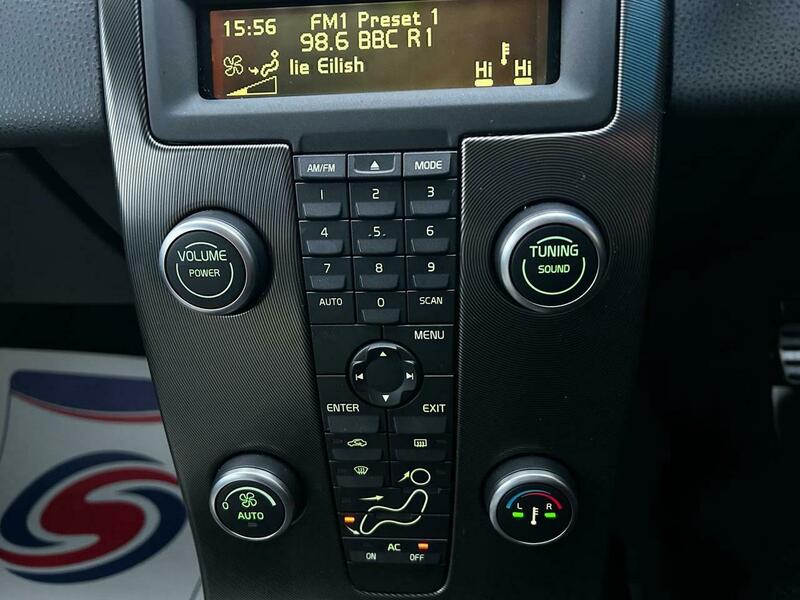 15:56 FM1 Preset 1
98.6 BBC R1
lie Eilish
Hi Hi
AM/FM MODE
1 2 3
4 5 6
7 8 9
AUTO 0 SCAN
VOLUME
POWER
TUNING
SOUND
MENU
ENTER EXIT
0
AUTO
L R
AC
ON OFF